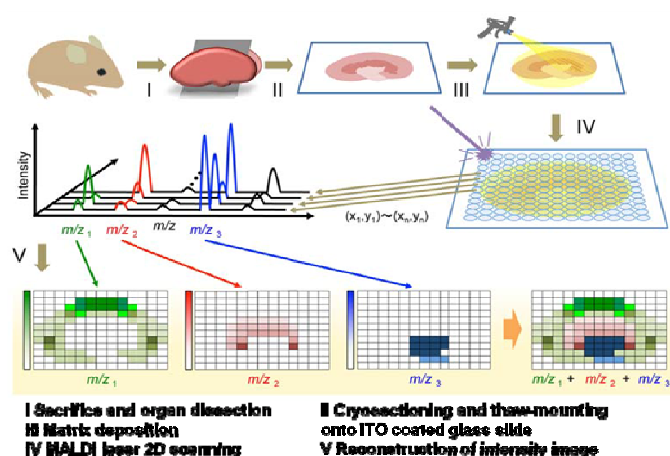 I
II
III
IV
Intensity
(x1,y1)~(xn,yn)
m/z 1
m/z 2
m/z
m/z 3
V
m/z 1
m/z 2
m/z 3
m/z 1 + m/z 2 + m/z 3
I Sacrifice and organ dissection
II Cryosectioning and thaw-mounting
III Matrix deposition
onto ITO coated glass slide
IV MALDI laser 2D scanning
V Reconstruction of intensity image